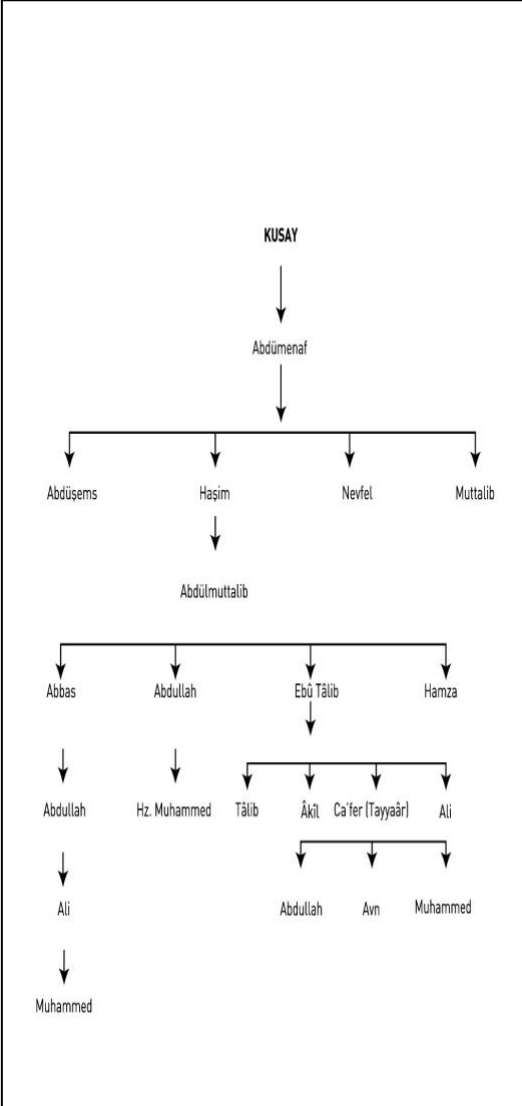 KUSAY
Abdümenaf
Abdüşems Haşim Nevfel Muttalib
Abdülmuttalib
Abbas Abdullah Ebû Tâlib Hamza
Abdullah Hz. Muhammed Tâlib Âkîl Ca'fer (Tayyaâr) Ali
Ali Abdullah Avn Muhammed
Muhammed